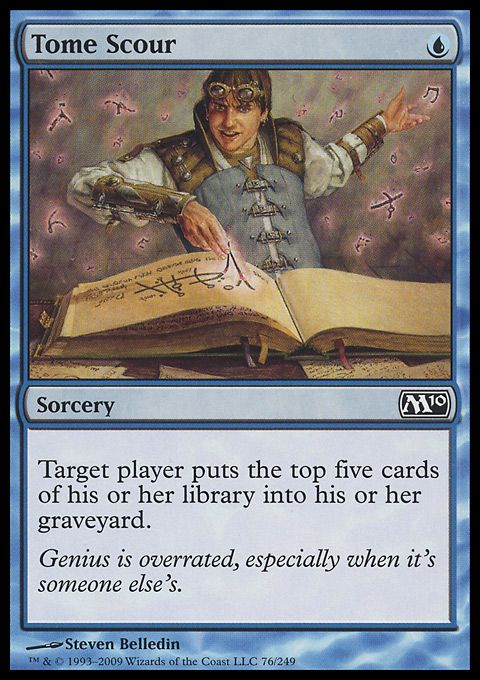 Tome Scour
Sorcery
M10
Target player puts the top five cards
of his or her library into his or her
graveyard.
Genius is overrated, especially when it's
someone else's.
Steven Belledin
™ & © 1993–2009 Wizards of the Coast LLC 76/249